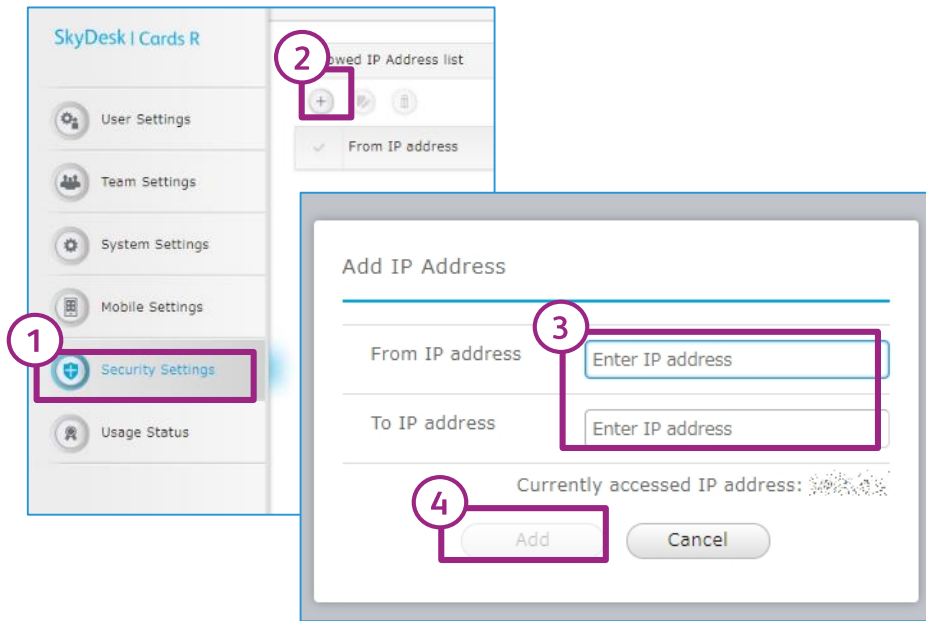 SkyDesk | Cards R
2
owed IP Address list
User Settings
From IP address
Team Settings
System Settings
Mobile Settings
1
Security Settings
Usage Status
Add IP Address
3
From IP address
Enter IP address
To IP address
Enter IP address
Currently accessed IP address:
4
Add
Cancel